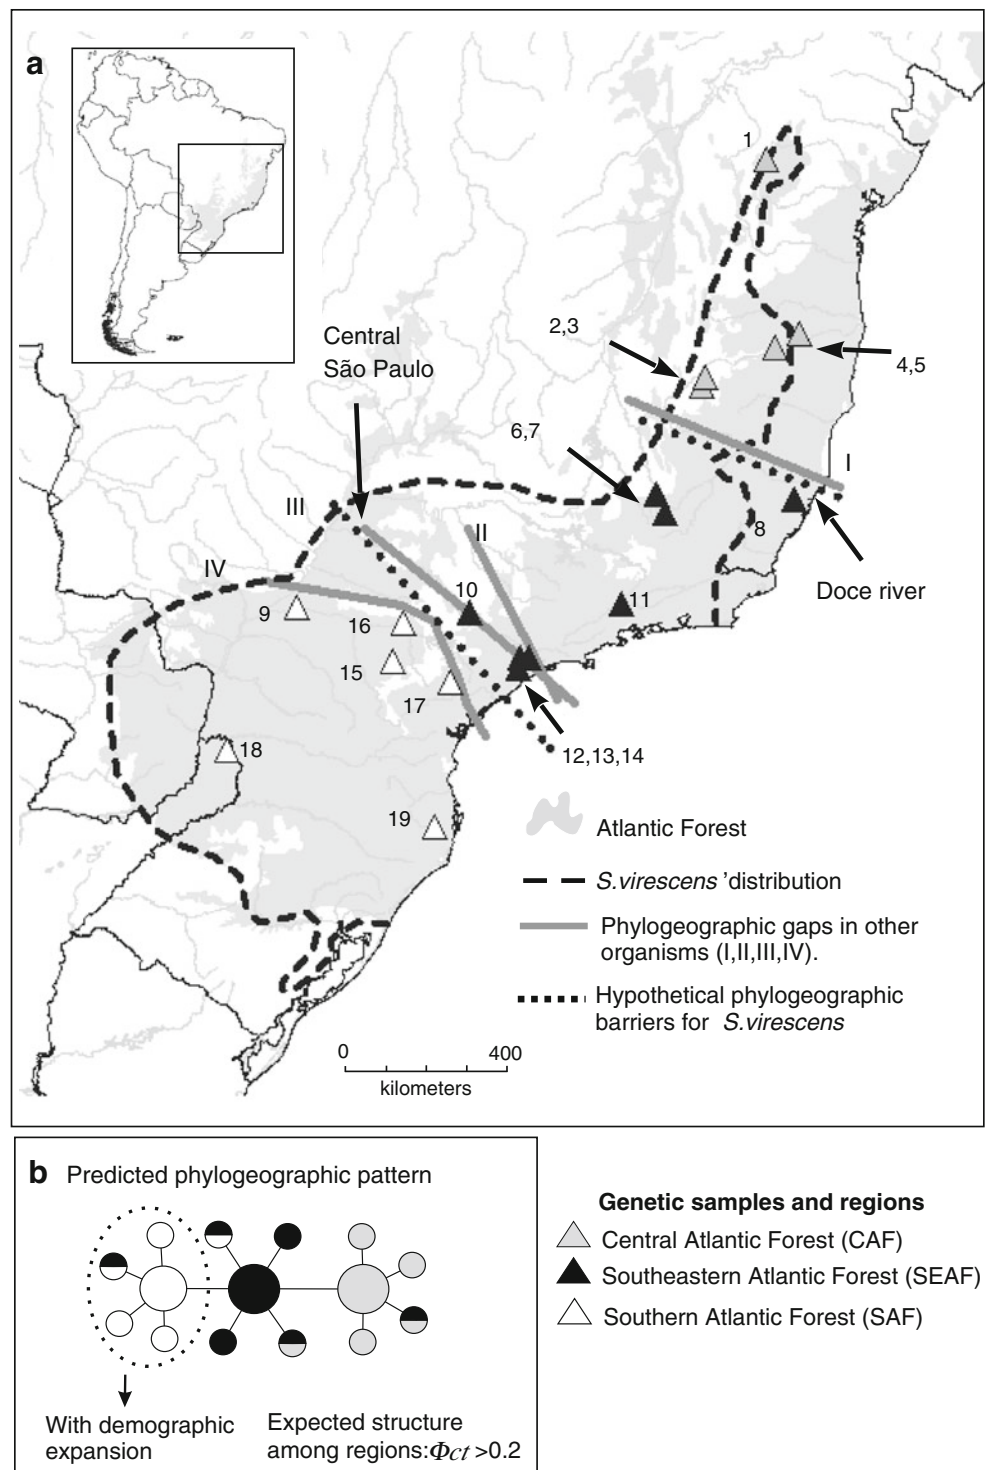 a
1
2,3
Central
São Paulo
4,5
6,7
I
III
II
8
IV
Doce river
10
11
9
16
15
17
18
12,13,14
19
Atlantic Forest
S.virescens 'distribution
Phylogeographic gaps in other
organisms (I,II,III,IV).
Hypothetical phylogeographic
barriers for S.virescens
0 400
kilometers
b Predicted phylogeographic pattern
With demographic
expansion
Expected structure
among regions:Φct >0.2
Genetic samples and regions
Central Atlantic Forest (CAF)
Southeastern Atlantic Forest (SEAF)
Southern Atlantic Forest (SAF)